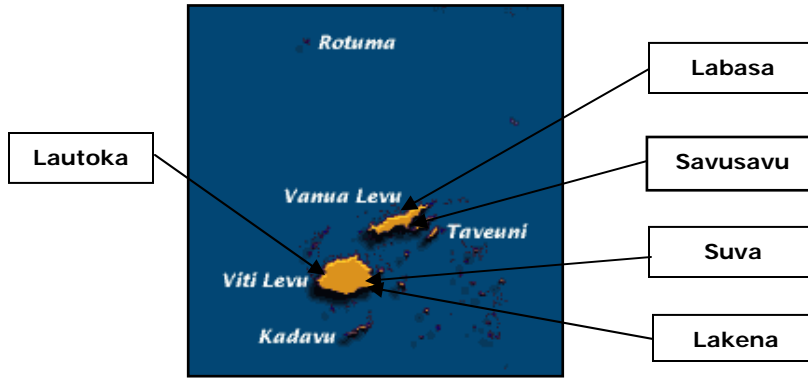 Rotuma
Labasa
Lautoka
Savusavu
Vanua Levu
Taveuni
Suva
Viti Levu
Lakena
Kadavu